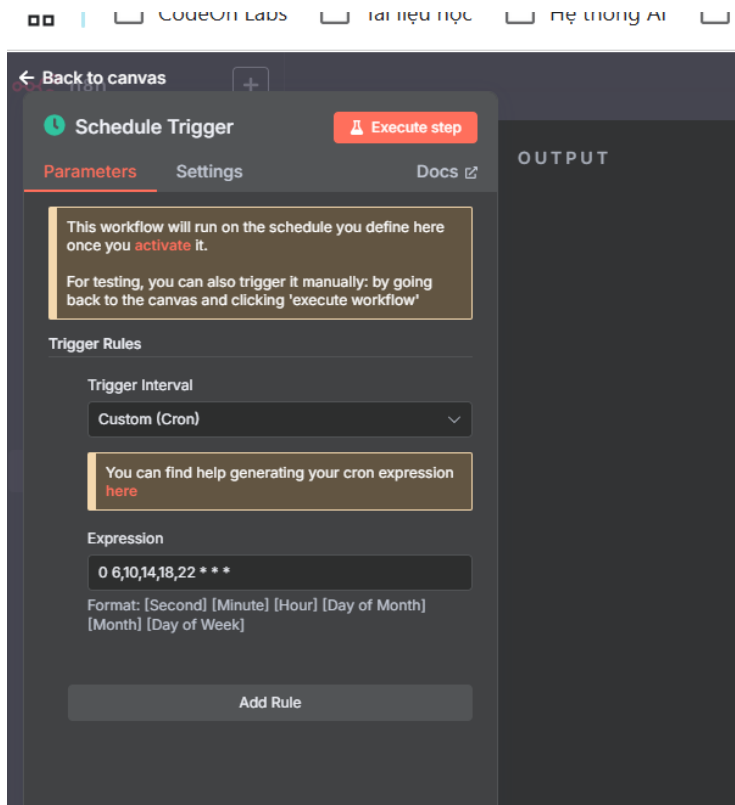 CodeOn Labs
Tài liệu học
Hệ thống AI
← Back to canvas
n8n
+
Schedule Trigger
Execute step
Parameters
Settings
Docs
OUTPUT
This workflow will run on the schedule you define here
once you activate it.
For testing, you can also trigger it manually: by going
back to the canvas and clicking 'execute workflow'
Trigger Rules
Trigger Interval
Custom (Cron)
You can find help generating your cron expression
here
Expression
0 6,10,14,18,22 * * *
Format: [Second] [Minute] [Hour] [Day of Month]
[Month] [Day of Week]
Add Rule